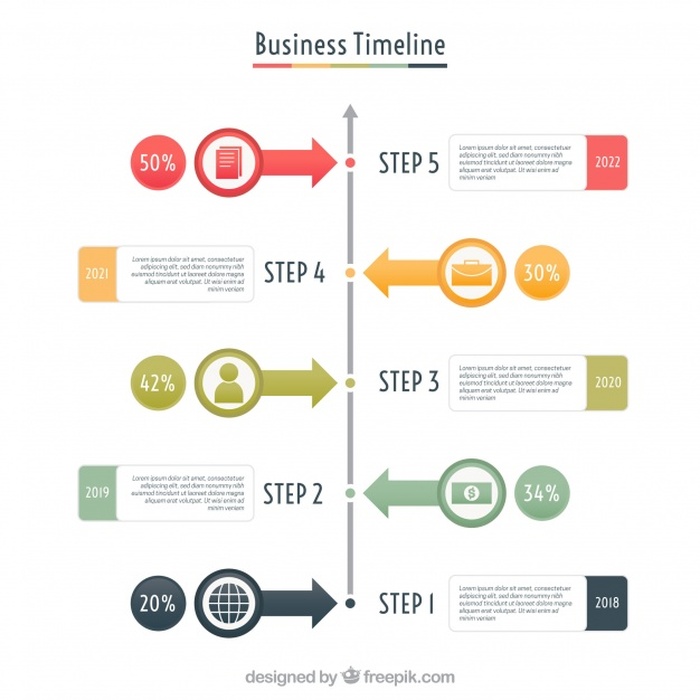 Business Timeline
50%
STEP 5
Lorem ipsum dolor sit amet, consectetuer
adipiscing elit, sed diam nonummy nibh
euismod tincidunt ut laoreet dolore magna
aliquam erat volutpat. Ut wisi enim ad
minim veniam
2022
2021
Lorem ipsum dolor sit amet, consectetuer
adipiscing elit, sed diam nonummy nibh
euismod tincidunt ut laoreet dolore magna
aliquam erat volutpat. Ut wisi enim ad
minim veniam
STEP 4
30%
42%
STEP 3
Lorem ipsum dolor sit amet, consectetuer
adipiscing elit, sed diam nonummy nibh
euismod tincidunt ut laoreet dolore magna
aliquam erat volutpat. Ut wisi enim ad
minim veniam
2020
2019
Lorem ipsum dolor sit amet, consectetuer
adipiscing elit, sed diam nonummy nibh
euismod tincidunt ut laoreet dolore magna
aliquam erat volutpat. Ut wisi enim ad
minim veniam
STEP 2
$
34%
20%
STEP 1
Lorem ipsum dolor sit amet, consectetuer
adipiscing elit, sed diam nonummy nibh
euismod tincidunt ut laoreet dolore magna
aliquam erat volutpat. Ut wisi enim ad
minim veniam
2018
designed by freepik.com